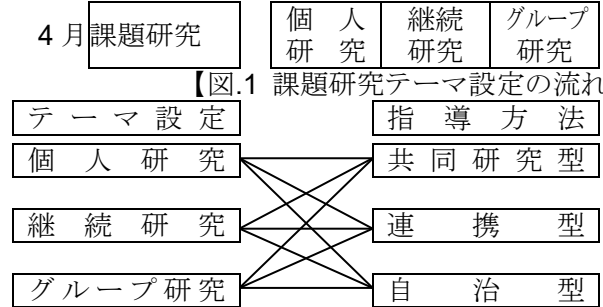 4 月 課題研究 個人研究 継続研究 グループ研究
【図.1 課題研究テーマ設定の流れ
テーマ設定 指導方法
個人研究 共同研究型
継続研究 連携型
グループ研究 自治型